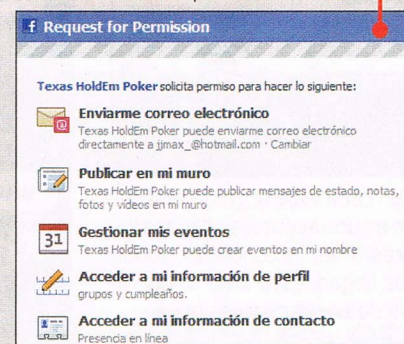 f Request for Permission
Texas HoldEm Poker solicita permiso para hacer lo siguiente:
Enviarme correo electrónico
Texas HoldEm Poker puede enviarme correo electrónico
directamente a jjmax_@hotmail.com · Cambiar
Publicar en mi muro
Texas HoldEm Poker puede publicar mensajes de estado, notas,
fotos y vídeos en mi muro
31
Gestionar mis eventos
Texas HoldEm Poker puede crear eventos en mi nombre
Acceder a mi información de perfil
grupos y cumpleaños.
Acceder a mi información de contacto
Presencia en línea